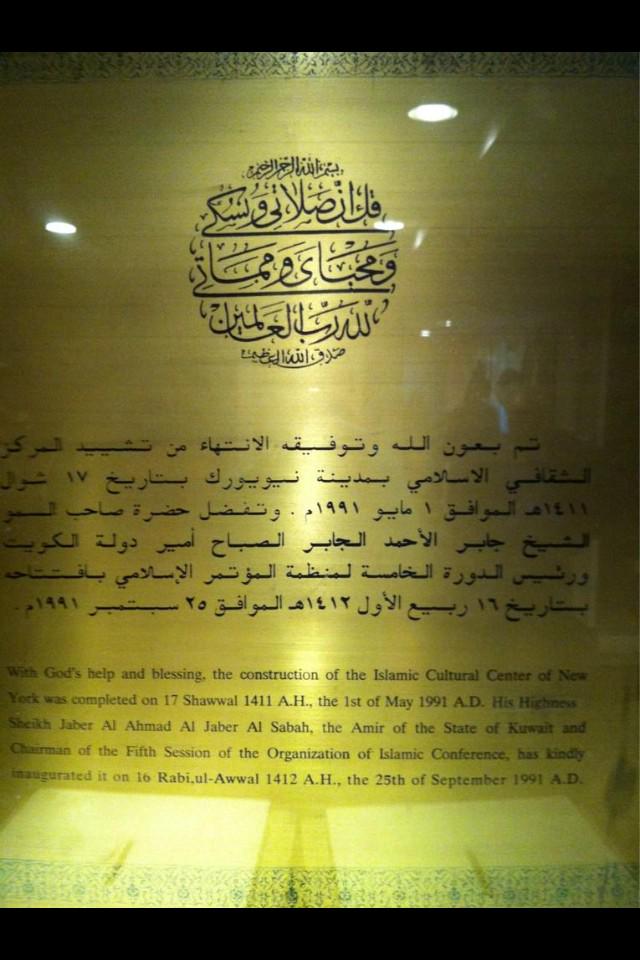 بسم الله الرحمن الرحيم
قل ان صلاتي ونسكي
ومحياي ومماتي
لله رب العالمين
صدق الله العظيم
تم بعون الله وتوفيقه الانتهاء من تشييد المركز
الثقافي الاسلامي بمدينة نيويورك بتاريخ ١٧ شوال
١٤١١هـ الموافق ١ مايو ١٩٩١م . وتفضل حضرة صاحب السمو
الشيخ جابر الأحمد الجابر الصباح أمير دولة الكويت
ورئيس الدورة الخامسة لمنظمة المؤتمر الإسلامي بافتتاحه
بتاريخ ١٦ ربيع الأول ١٤١٢هـ الموافق ٢٥ سبتمبر ١٩٩١م .
With God's help and blessing, the construction of the Islamic Cultural Center of New
York was completed on 17 Shawwal 1411 A.H., the 1st of May 1991 A.D. His Highness
Sheikh Jaber Al Ahmad Al Jaber Al Sabah, the Amir of the State of Kuwait and
Chairman of the Fifth Session of the Organization of Islamic Conference, has kindly
inaugurated it on 16 Rabi,ul-Awwal 1412 A.H., the 25th of September 1991 A.D.